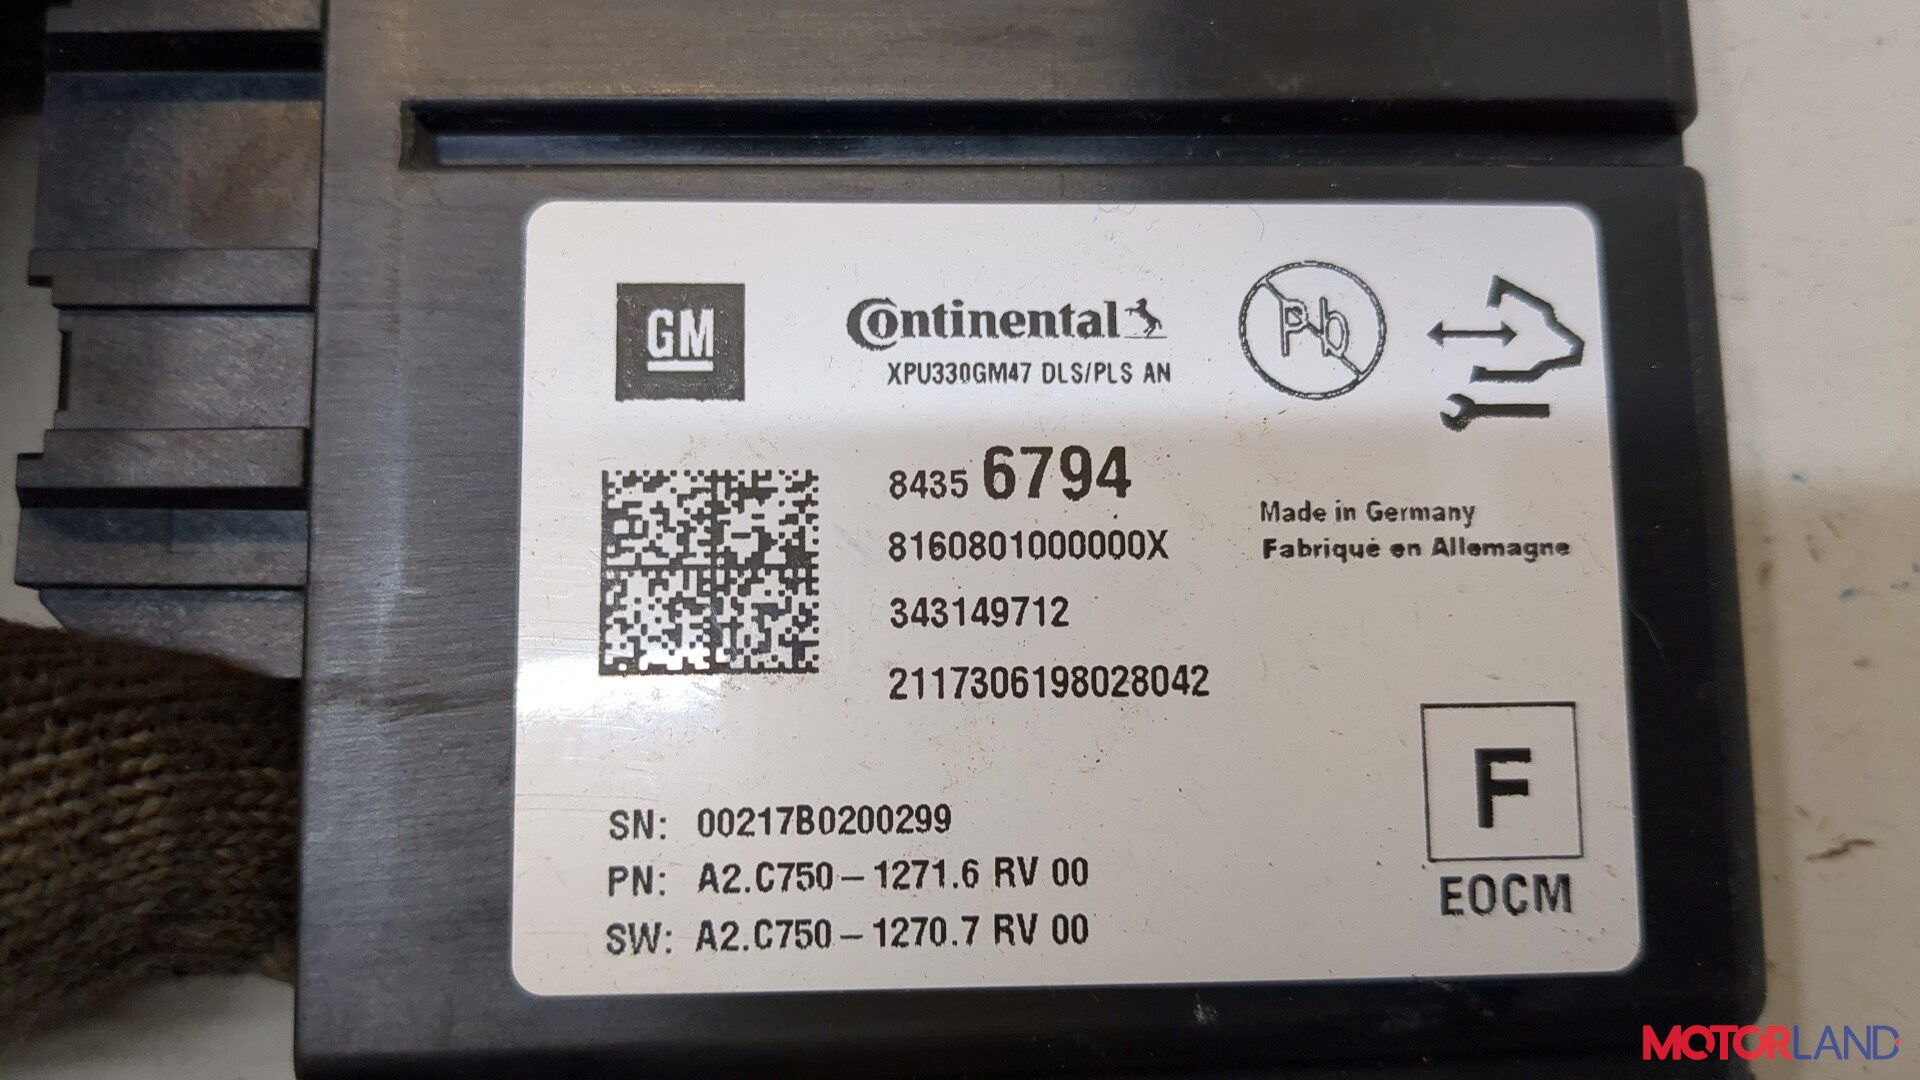 GM
Continental
XPU330GM47 DLS/PLS AN
Pb
8435 6794
8160801000000X
343149712
2117306198028042
Made in Germany
Fabriqué en Allemagne
SN: 00217B0200299
PN: A2.C750-1271.6 RV 00
SW: A2.C750-1270.7 RV 00
F
EOCM
MOTORLAND